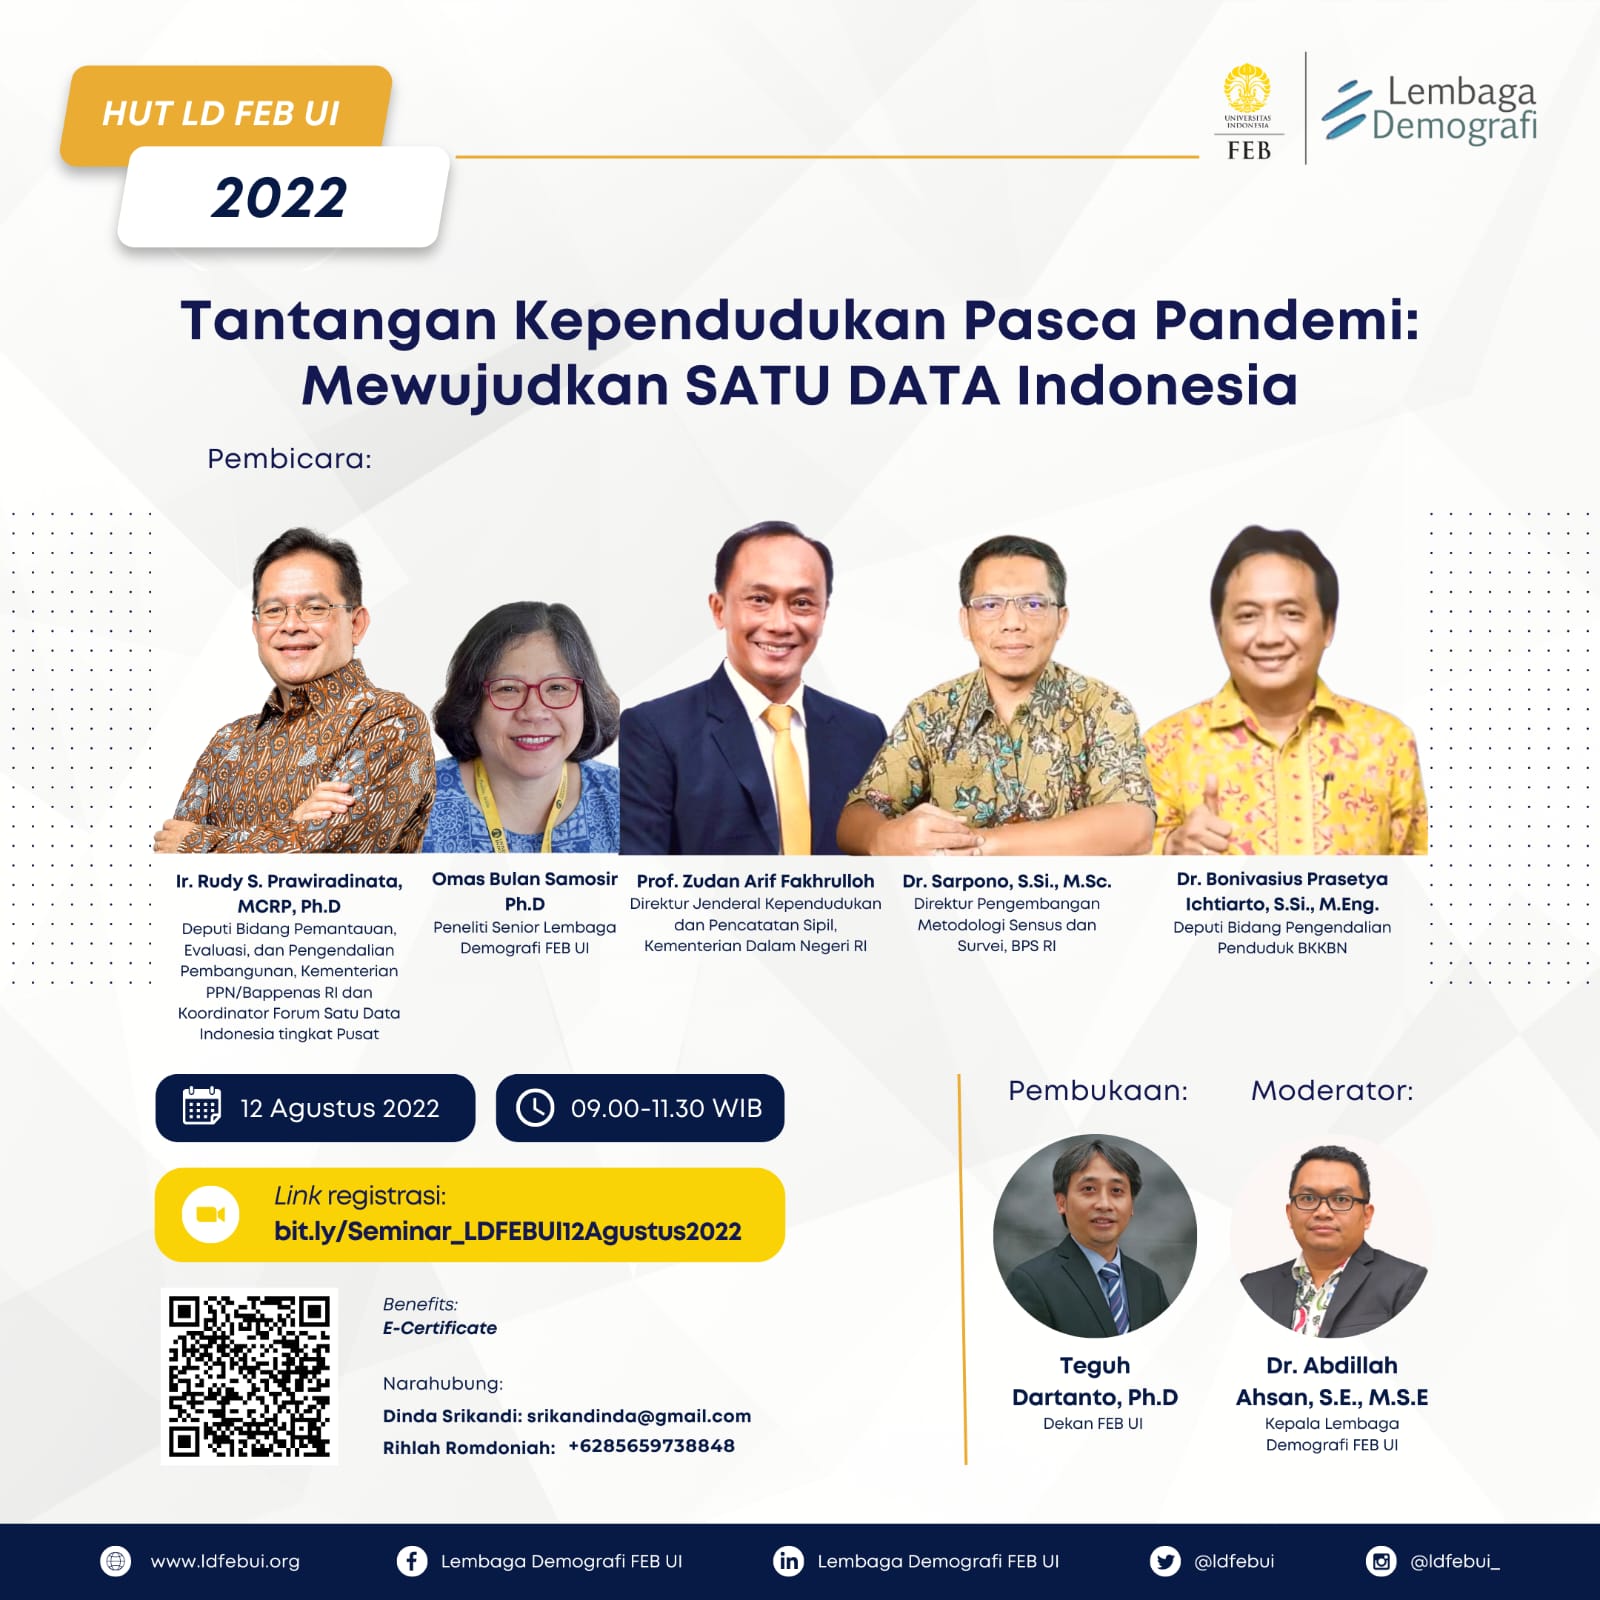 HUT LD FEB UI
2022
UNIVERSITAS
INDONESIA
FEB
Lembaga
Demografi
Tantangan Kependudukan Pasca Pandemi:
Mewujudkan SATU DATA Indonesia
Pembicara:
Ir. Rudy S. Prawiradinata,
MCRP, Ph.D
Deputi Bidang Pemantauan,
Evaluasi, dan Pengendalian
Pembangunan, Kementerian
PPN/Bappenas RI dan
Koordinator Forum Satu Data
Indonesia tingkat Pusat
Omas Bulan Samosir
Ph.D
Peneliti Senior Lembaga
Demografi FEB UI
Prof. Zudan Arif Fakhrulloh
Direktur Jenderal Kependudukan
dan Pencatatan Sipil,
Kementerian Dalam Negeri RI
Dr. Sarpono, S.Si., M.Sc.
Direktur Pengembangan
Metodologi Sensus dan
Survei, BPS RI
Dr. Bonivasius Prasetya
Ichtiarto, S.Si., M.Eng.
Deputi Bidang Pengendalian
Penduduk BKKBN
12 Agustus 2022
09.00-11.30 WIB
Link registrasi:
bit.ly/Seminar_LDFEBUI12Agustus2022
Benefits:
E-Certificate
Narahubung:
Dinda Srikandi: srikandinda@gmail.com
Rihlah Romdoniah: +6285659738848
Pembukaan:
Teguh
Dartanto, Ph.D
Dekan FEB UI
Moderator:
Dr. Abdillah
Ahsan, S.E., M.S.E
Kepala Lembaga
Demografi FEB UI
www.ldfebui.org
Lembaga Demografi FEB UI
Lembaga Demografi FEB UI
@ldfebui
@ldfebui_